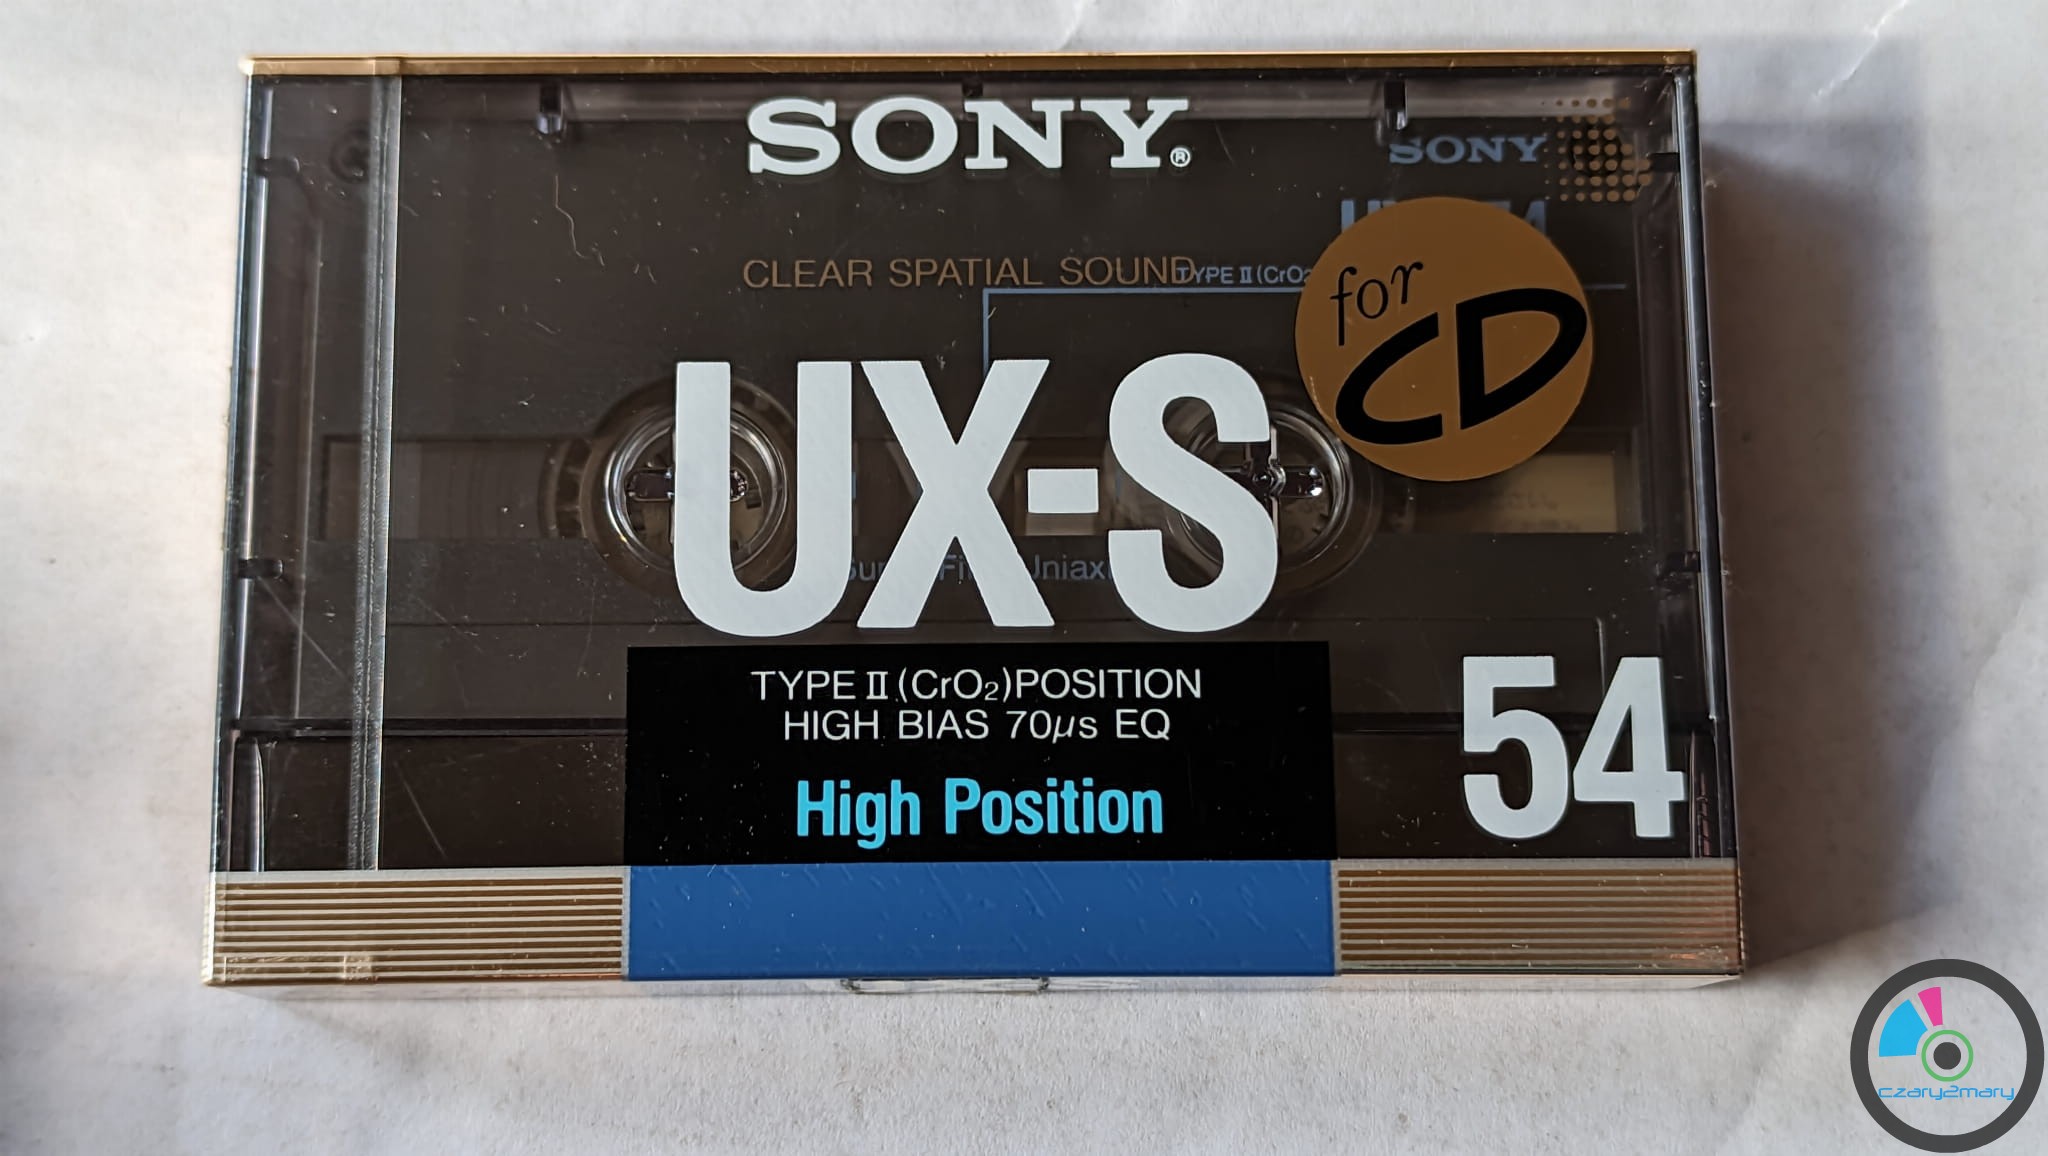 SONY®
SONY
CLEAR SPATIAL SOUND
TYPE II (CrO2
for
CD
UX-S
TYPE II (CrO2) POSITION
HIGH BIAS 70µs EQ
High Position
54
czary2mary